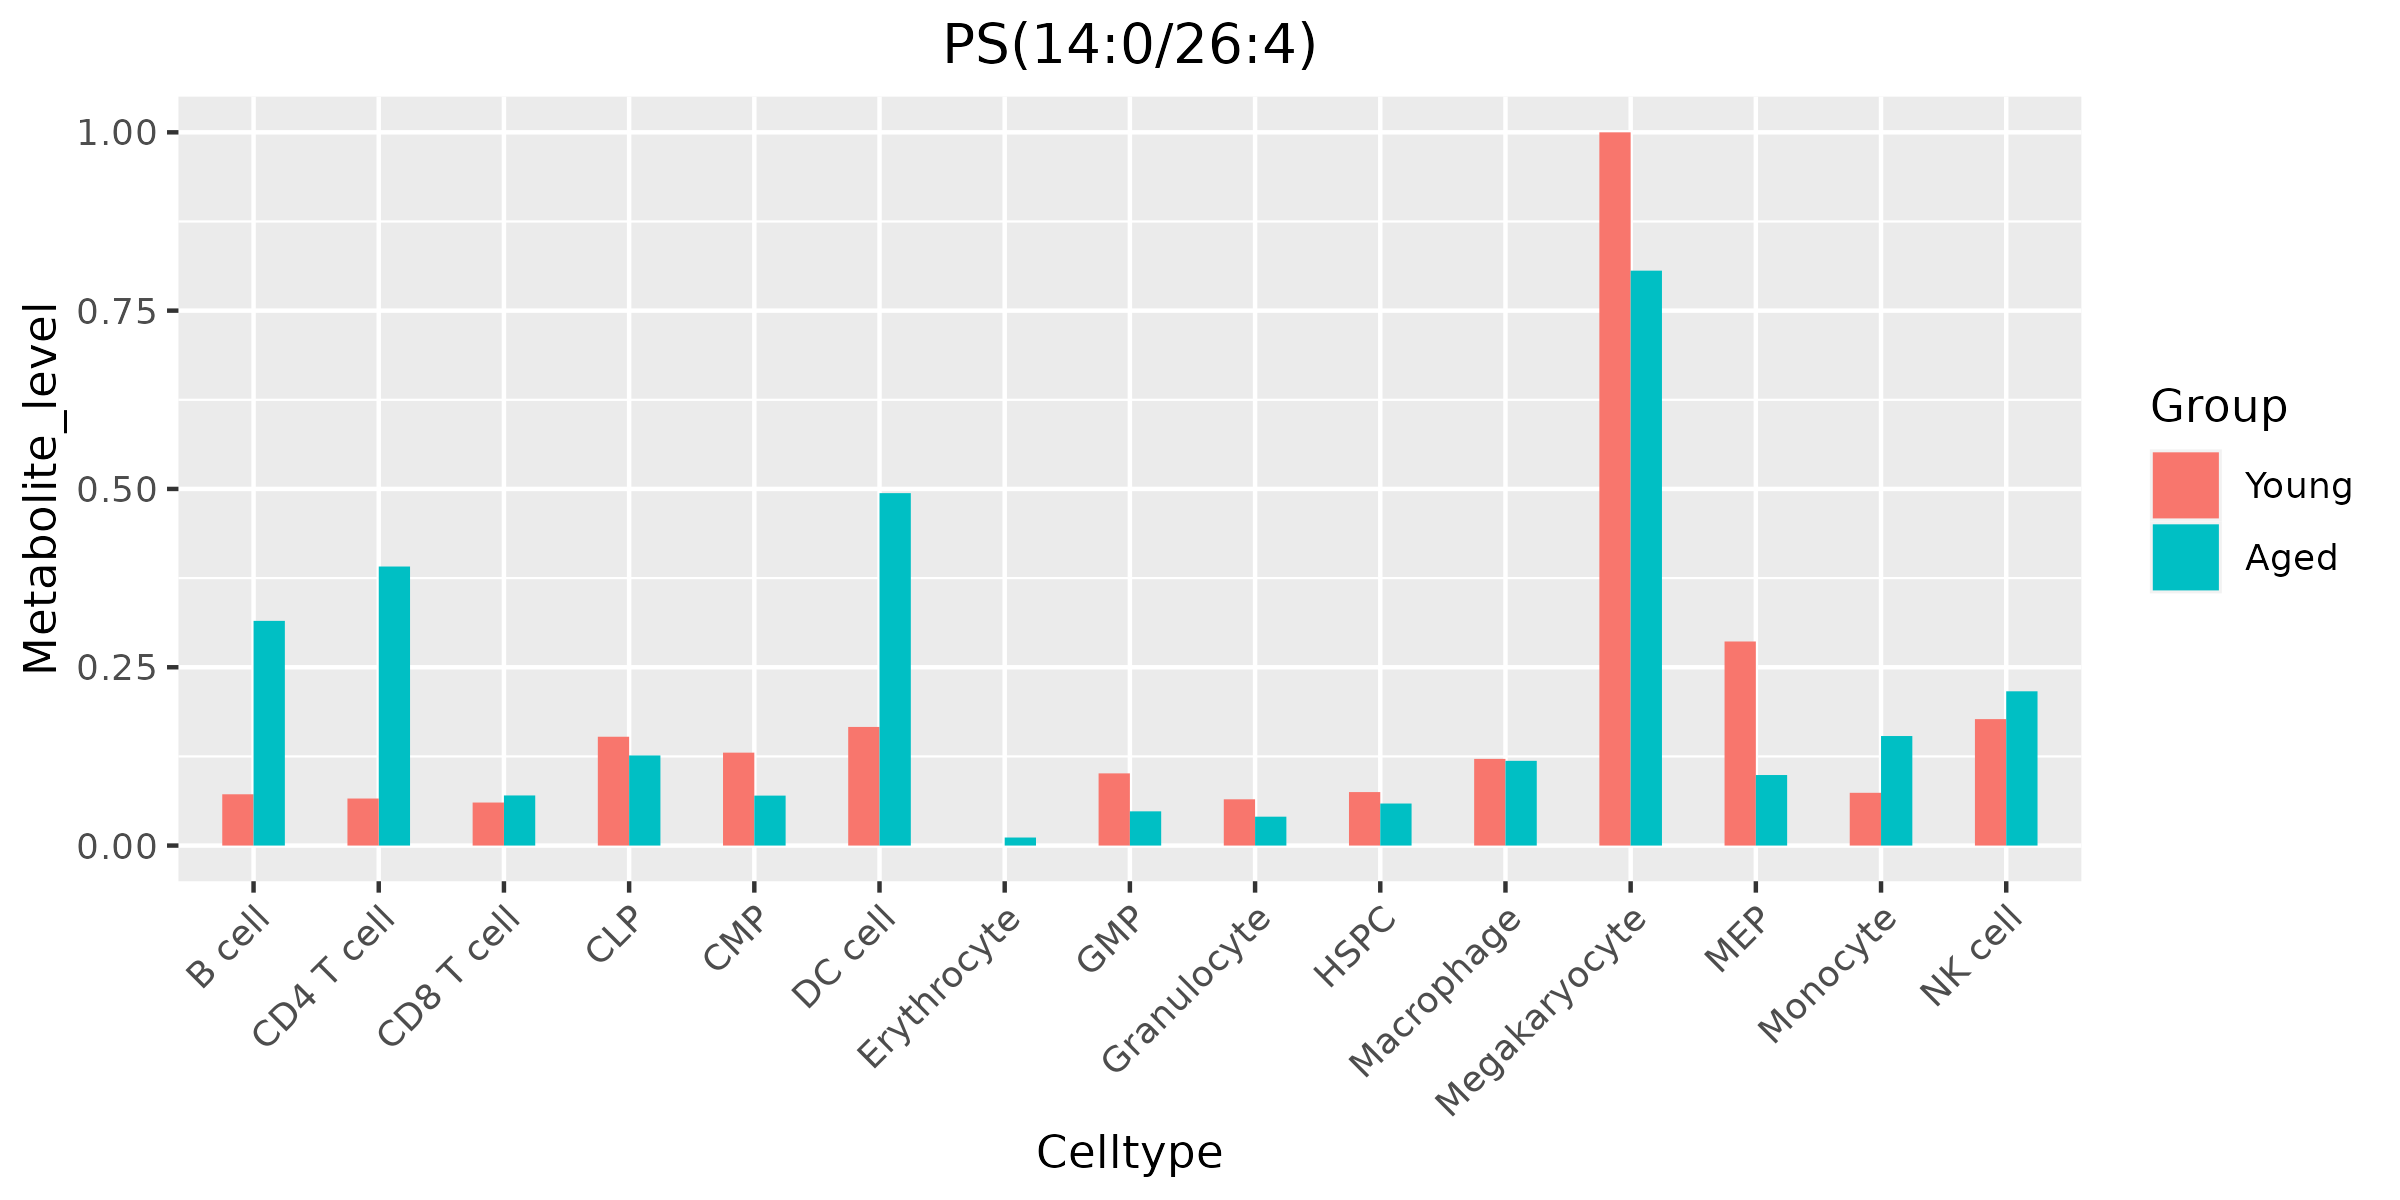 PS(14:0/26:4)
Metabolite_level
1.00
0.75
0.50
0.25
0.00
B cell
CD4 T cell
CD8 T cell
CLP
CMP
DC cell
Erythrocyte
GMP
Granulocyte
HSPC
Macrophage
Megakaryocyte
MEP
Monocyte
NK cell
Celltype
Group
Young
Aged